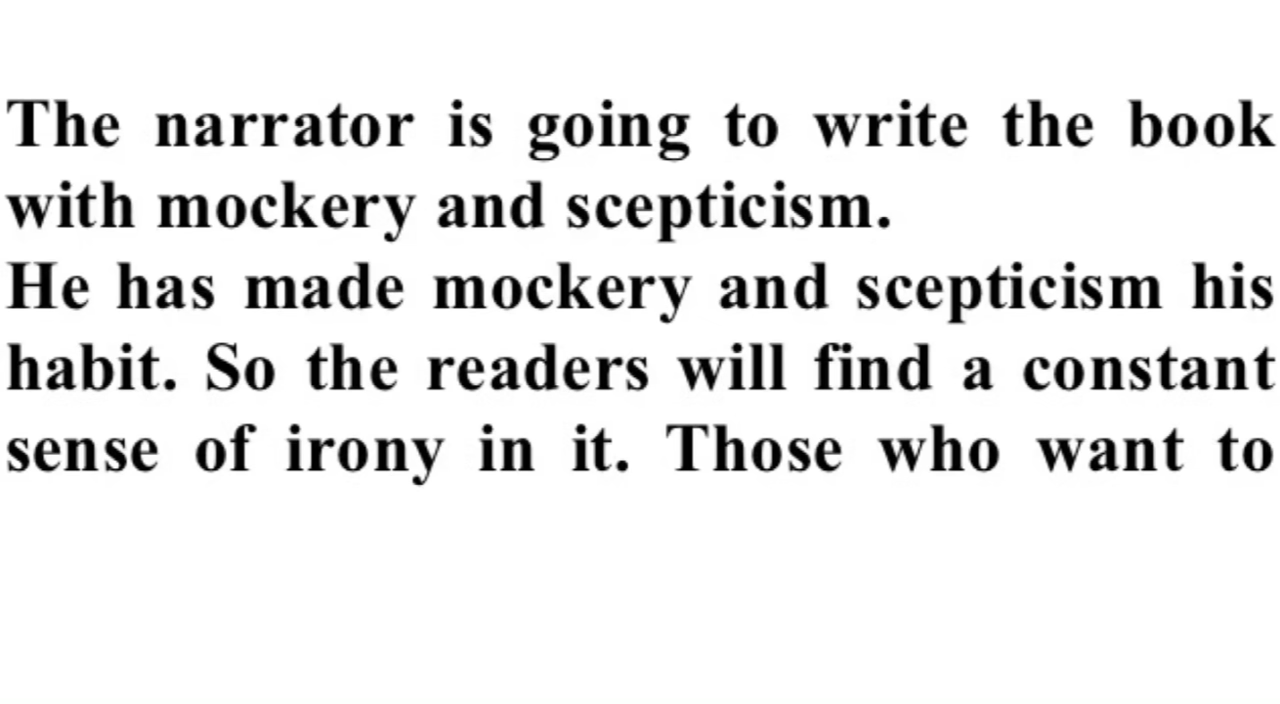 The narrator is going to write the book
with mockery and scepticism.
He has made mockery and scepticism his
habit. So the readers will find a constant
sense of irony in it. Those who want to